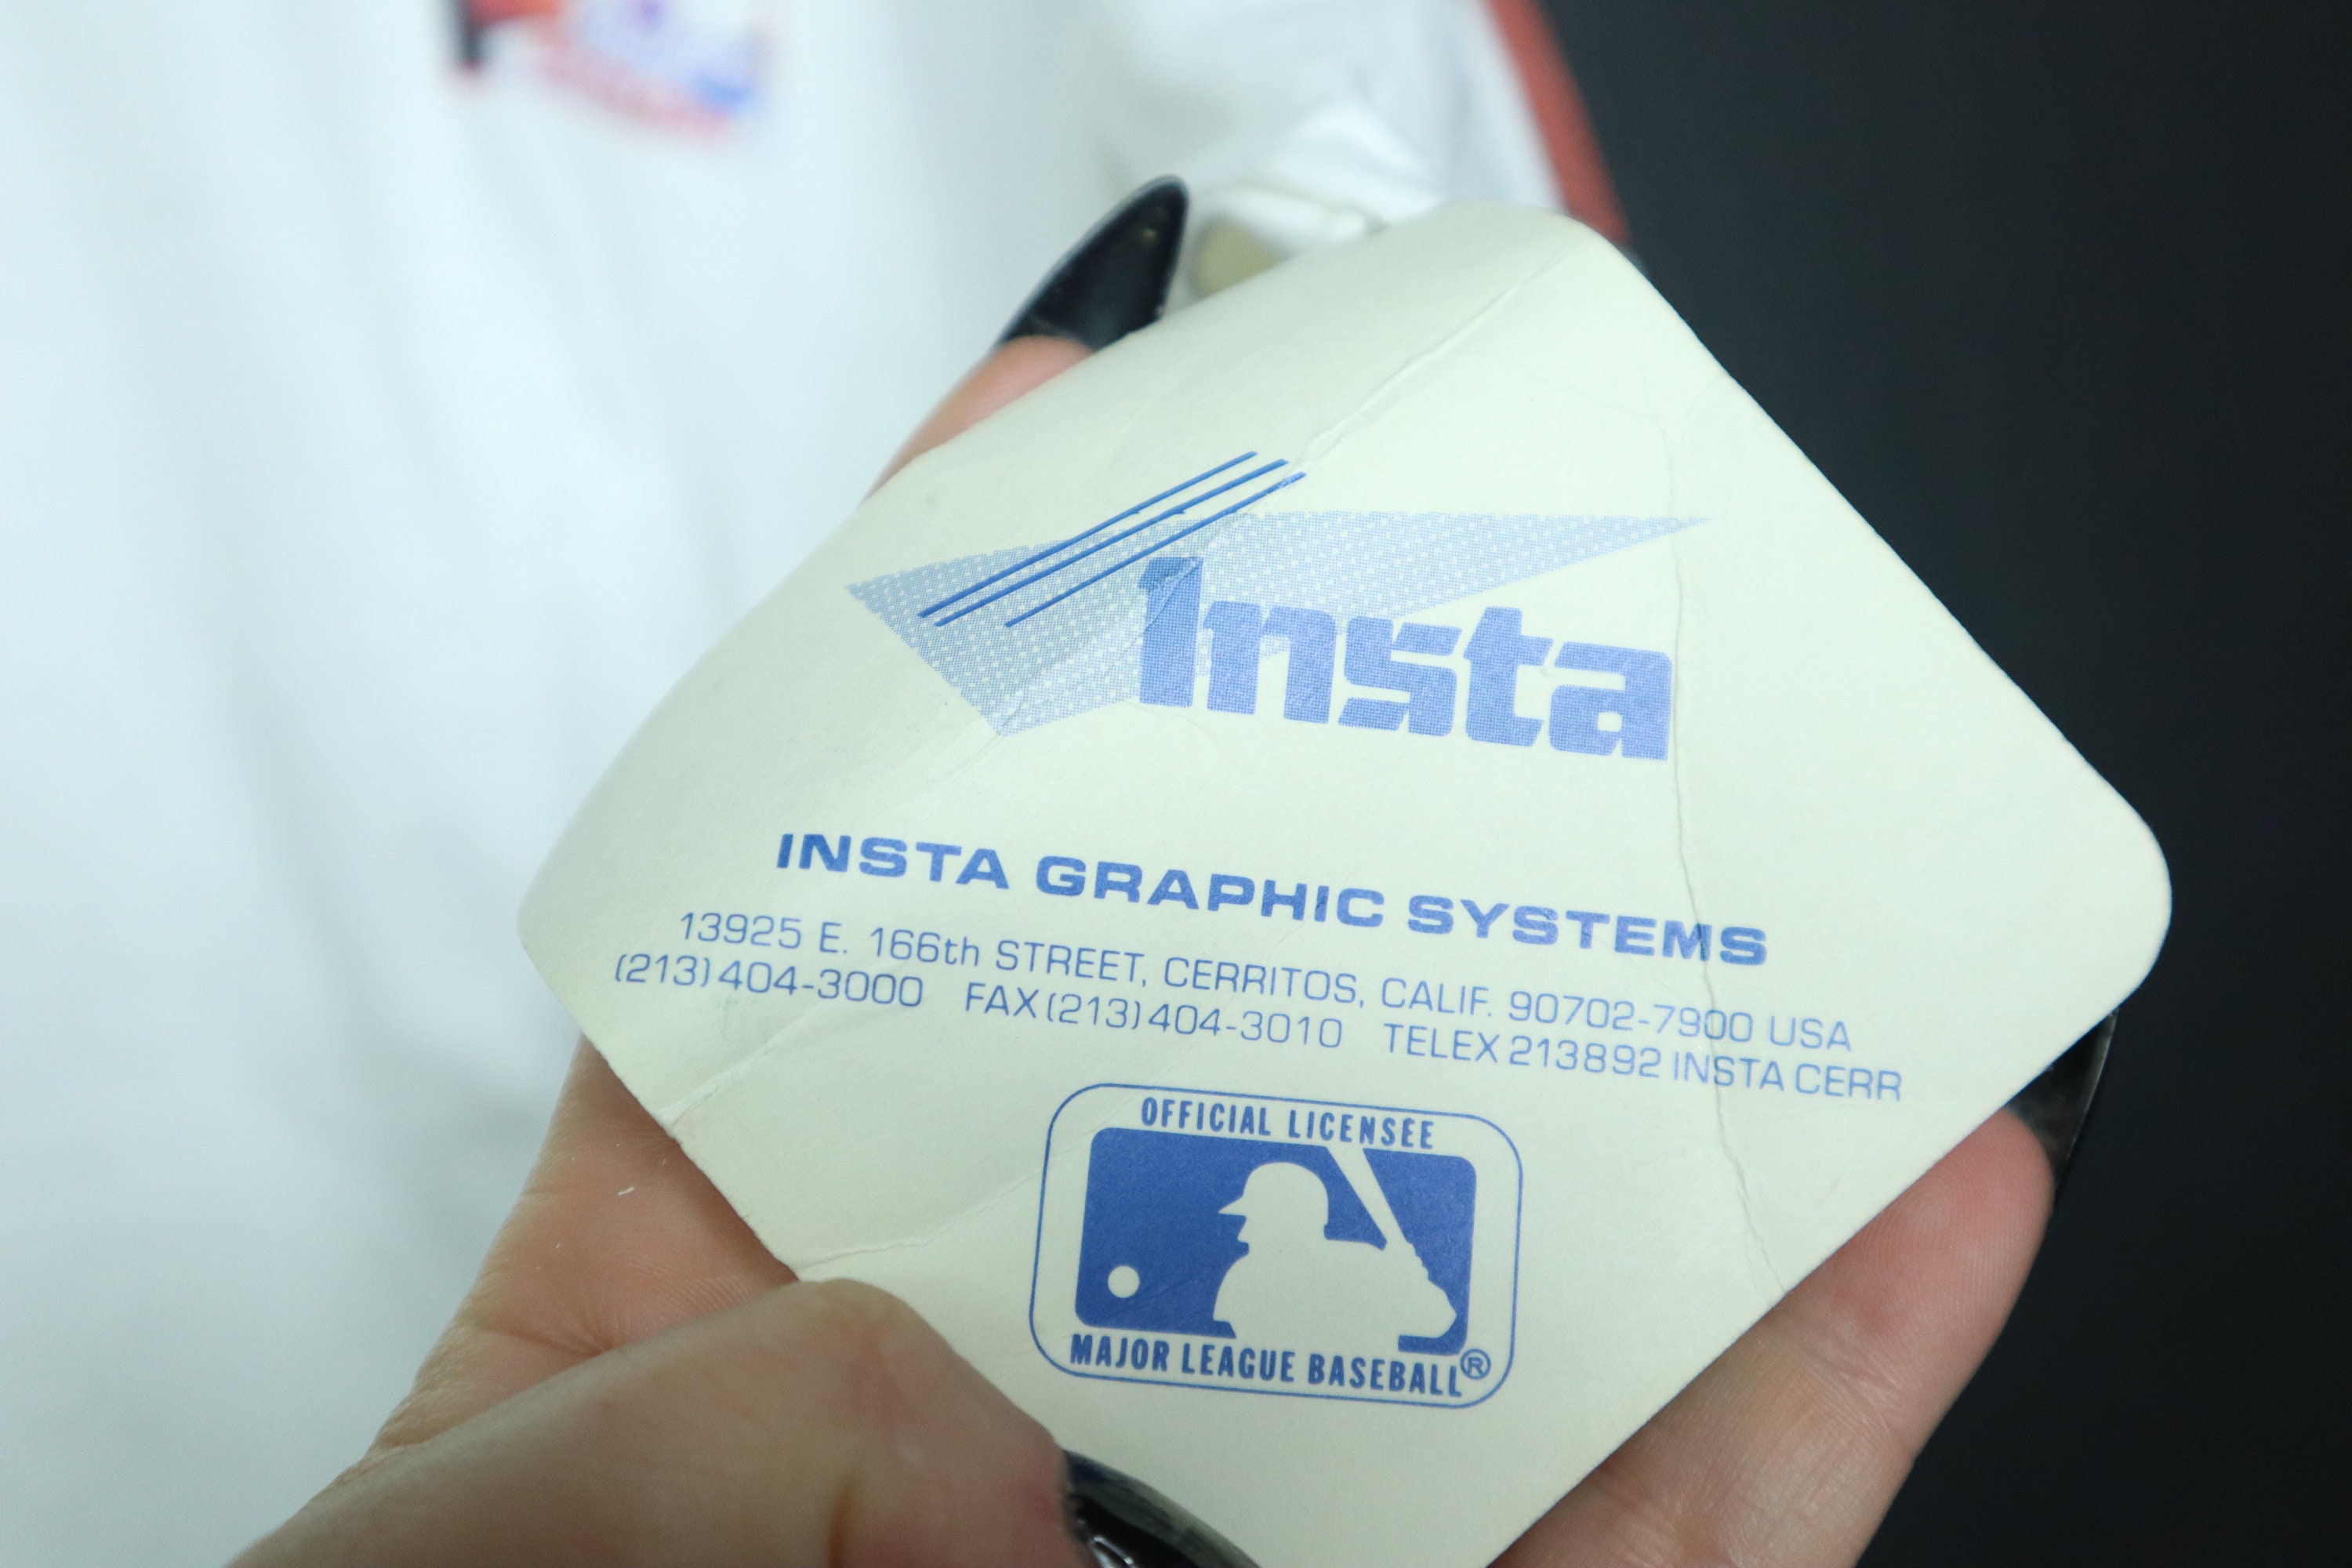 Insta
INSTA GRAPHIC SYSTEMS
13925 E. 166th STREET, CERRITOS, CALIF. 90702-7900 USA
(213)404-3000 FAX(213)404-3010 TELEX 213892 INSTA CERR
OFFICIAL LICENSEE
MAJOR LEAGUE BASEBALL®